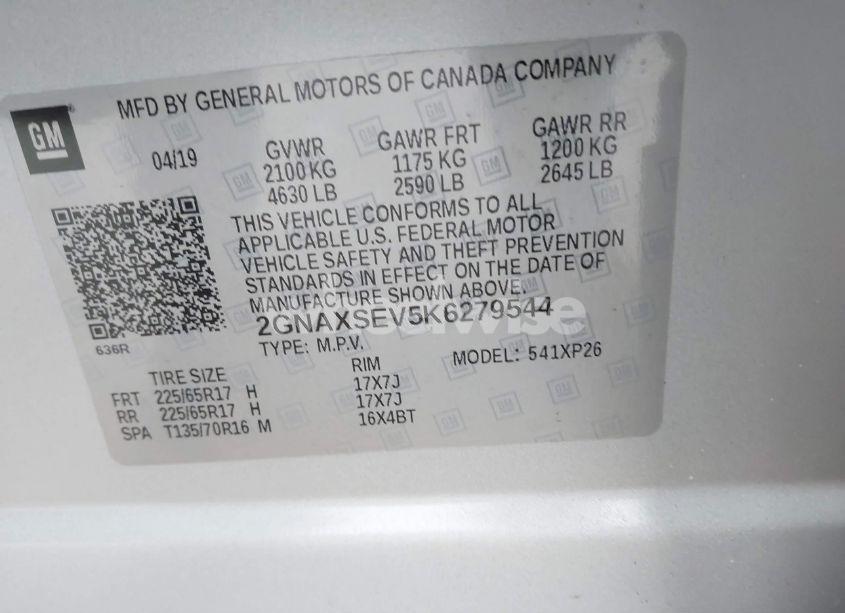 GM
MFD BY GENERAL MOTORS OF CANADA COMPANY
04/19
GVWR
2100 KG
4630 LB
GAWR FRT
1175 KG
2590 LB
GAWR RR
1200 KG
2645 LB
THIS VEHICLE CONFORMS TO ALL
APPLICABLE U.S. FEDERAL MOTOR
VEHICLE SAFETY AND THEFT PREVENTION
STANDARDS IN EFFECT ON THE DATE OF
MANUFACTURE SHOWN ABOVE.
2GNAXSEV5K6279544
636R
TYPE: M.P.V.
MODEL: 541XP26
TIRE SIZE RIM
FRT 225/65R17 H 17X7J
RR 225/65R17 H 17X7J
SPA T135/70R16 M 16X4BT